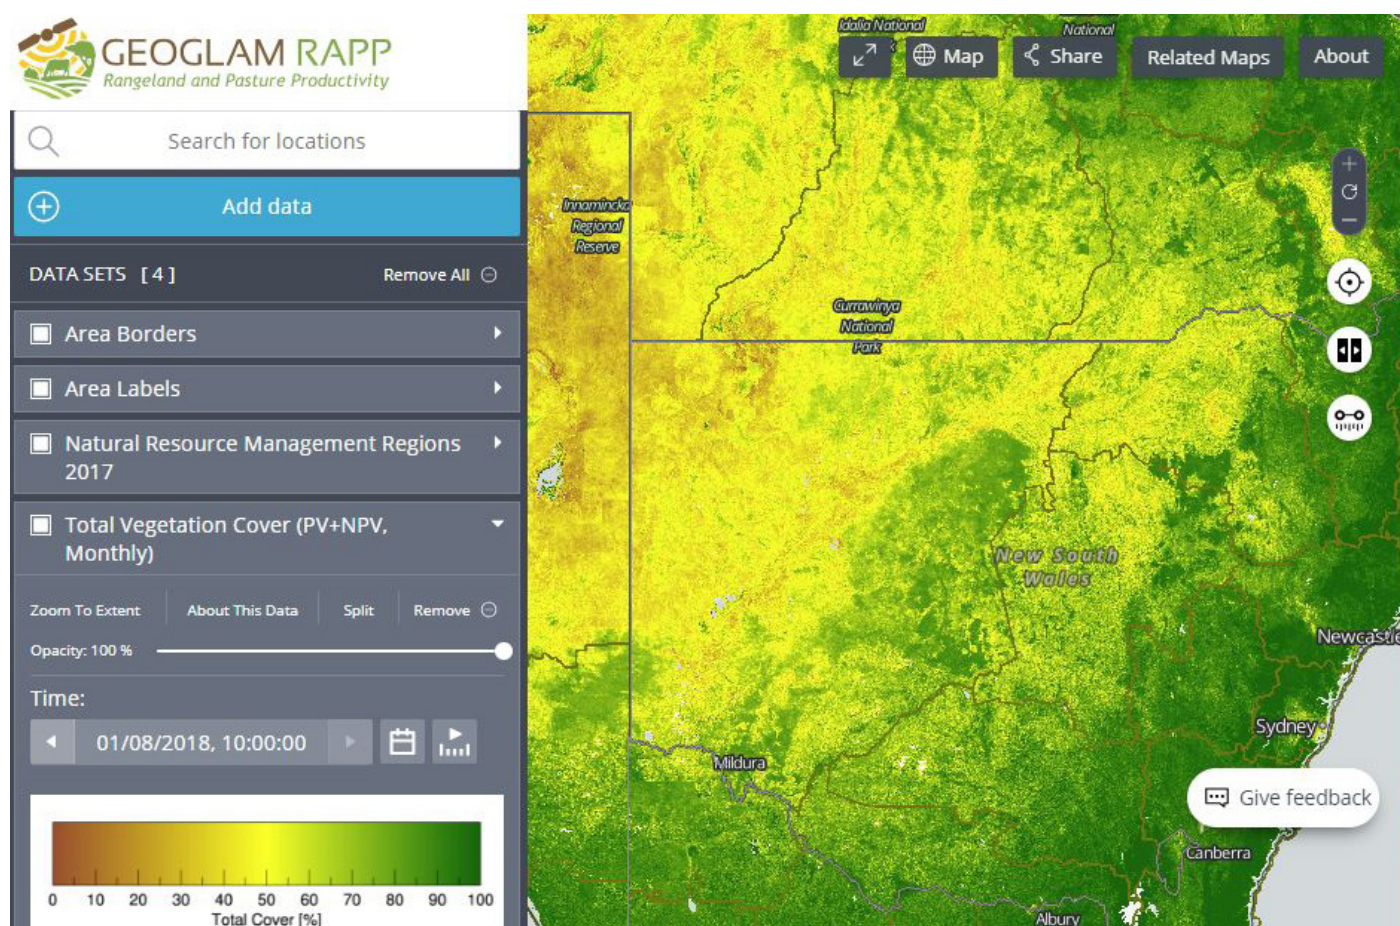 GEOGLAM RAPP
Rangeland and Pasture Productivity
Search for locations
Add data
DATA SETS [ 4 ]
Remove All
Area Borders
Area Labels
Natural Resource Management Regions
2017
Total Vegetation Cover (PV+NPV,
Monthly)
Zoom To Extent
About This Data
Split
Remove
Opacity: 100 %
Time:
01/08/2018, 10:00:00
0 10 20 30 40 50 60 70 80 90 100
Total Cover [%]
Idalia National
National
Map
Share
Related Maps
About
Innamincka
Regional
Reserve
Currawinya
National
Park
New South
Wales
Newcastle
Sydney
Mildura
Give feedback
Canberra
Albury